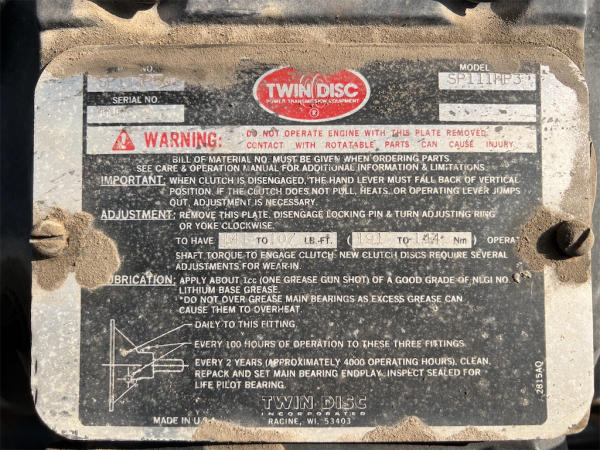 NO.
MODEL
SP111HP3
TWIN DISC
POWER TRANSMISSION EQUIPMENT
®
SERIAL NO.
WARNING:
DO NOT OPERATE ENGINE WITH THIS PLATE REMOVED.
CONTACT WITH ROTATABLE PARTS CAN CAUSE INJURY
BILL OF MATERIAL NO. MUST BE GIVEN WHEN ORDERING PARTS.
SEE CARE & OPERATION MANUAL FOR ADDITIONAL INFORMATION & LIMITATIONS
IMPORTANT: WHEN CLUTCH IS DISENGAGED, THE HAND LEVER MUST FALL BACK OF VERTICAL
POSITION. IF THE CLUTCH DOES NOT PULL, HEATS, OR OPERATING LEVER JUMPS
OUT, ADJUSTMENT IS NECESSARY.
ADJUSTMENT: REMOVE THIS PLATE, DISENGAGE LOCKING PIN & TURN ADJUSTING RING
OR YOKE CLOCKWISE.
TO HAVE TO LB.-FT. ( TO Nm) OPERAT
SHAFT TORQUE TO ENGAGE CLUTCH. NEW CLUTCH DISCS REQUIRE SEVERAL
ADJUSTMENTS FOR WEAR-IN.
LUBRICATION: APPLY ABOUT 1cc (ONE GREASE GUN SHOT) OF A GOOD GRADE OF NLGI NO.
LITHIUM BASE GREASE.
*DO NOT OVER GREASE MAIN BEARINGS AS EXCESS GREASE CAN
CAUSE THEM TO OVERHEAT.
DAILY TO THIS FITTING.
EVERY 100 HOURS OF OPERATION TO THESE THREE FITTINGS.
EVERY 2 YEARS (APPROXIMATELY 4000 OPERATING HOURS), CLEAN,
REPACK AND SET MAIN BEARING ENDPLAY. INSPECT SEALED FOR
LIFE PILOT BEARING.
2815AQ
TWIN DISC
INCORPORATED
RACINE, WI. 53403
MADE IN U.S.A.